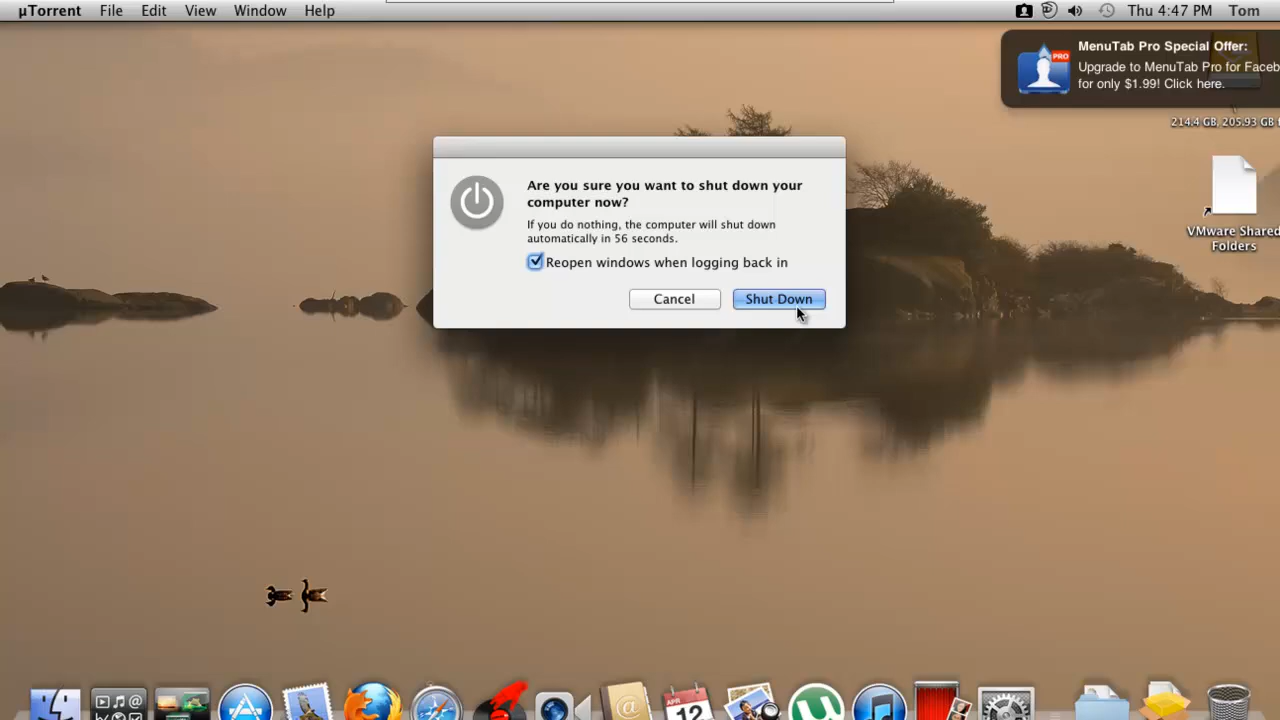 µTorrent File Edit View Window Help Thu 4:47 PM Tom
MenuTab Pro Special Offer:
PRO
Upgrade to MenuTab Pro for Faceb
for only $1.99! Click here.
214.4 GB, 205.93 GB f
Are you sure you want to shut down your
computer now?
If you do nothing, the computer will shut down
automatically in 56 seconds.
Reopen windows when logging back in
Cancel Shut Down
VMware Shared
Folders
APR
12